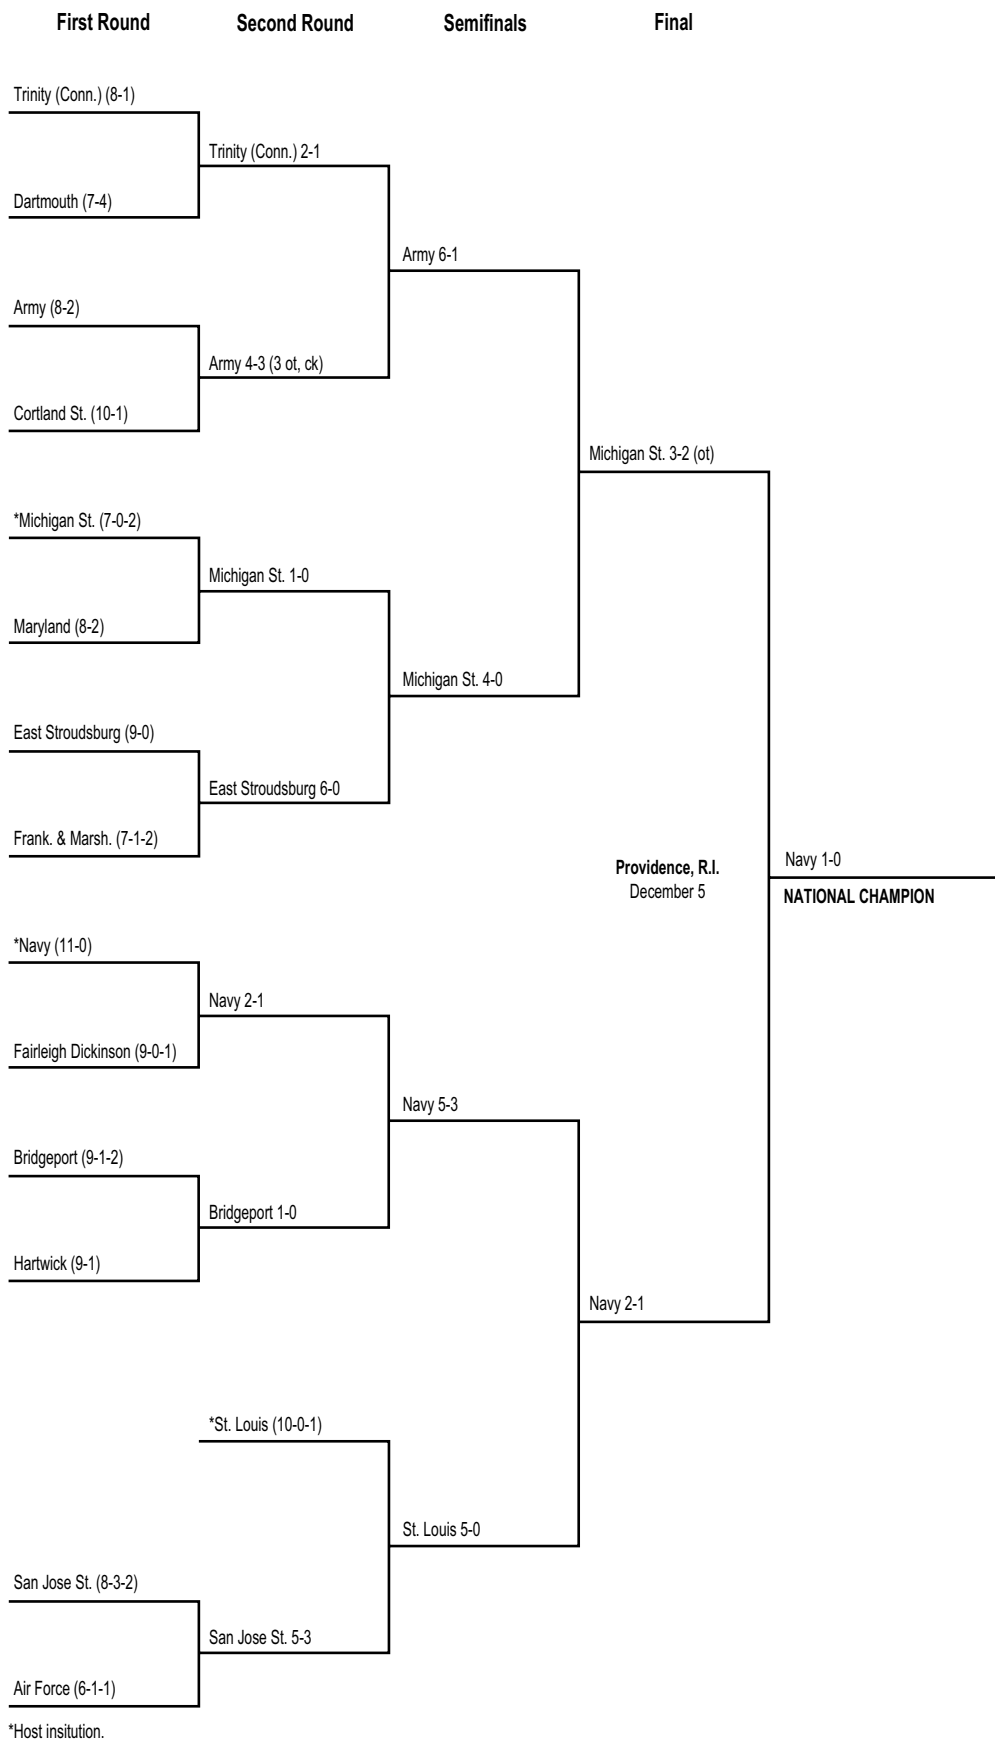 First Round Second Round Semifinals Final
Trinity (Conn.) (8-1)
Trinity (Conn.) 2-1
Dartmouth (7-4)
Army 6-1
Army (8-2)
Army 4-3 (3 ot, ck)
Cortland St. (10-1)
Michigan St. 3-2 (ot)
*Michigan St. (7-0-2)
Michigan St. 1-0
Maryland (8-2)
Michigan St. 4-0
East Stroudsburg (9-0)
East Stroudsburg 6-0
Frank. & Marsh. (7-1-2)
Providence, R.I.
December 5
Navy 1-0
NATIONAL CHAMPION
*Navy (11-0)
Navy 2-1
Fairleigh Dickinson (9-0-1)
Navy 5-3
Bridgeport (9-1-2)
Bridgeport 1-0
Hartwick (9-1)
Navy 2-1
*St. Louis (10-0-1)
St. Louis 5-0
San Jose St. (8-3-2)
San Jose St. 5-3
Air Force (6-1-1)
*Host insitution.